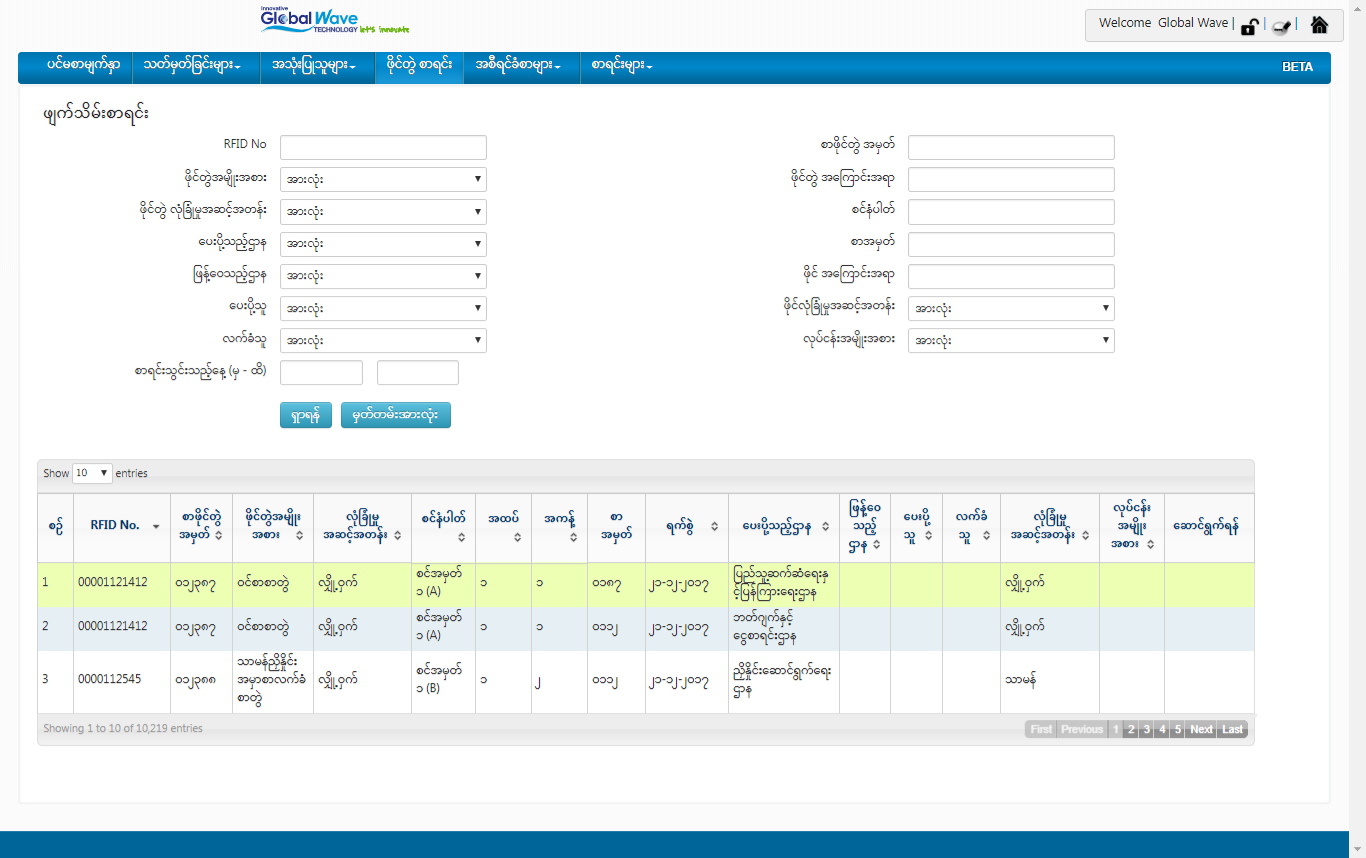 innovative
Global Wave
TECHNOLOGY let's innovate
Welcome Global Wave | | |
ပင်မစာမျက်နှာ သတ်မှတ်ခြင်းများ အသုံးပြုသူများ ဖိုင်တွဲ စာရင်း အစီရင်ခံစာများ စာရင်းများ BETA
ဖျက်သိမ်းစာရင်း
RFID No စာဖိုင်တွဲ အမှတ်
ဖိုင်တွဲအမျိုးအစား အားလုံး ဖိုင်တွဲ အကြောင်းအရာ
ဖိုင်တွဲ လုံခြုံမှုအဆင့်အတန်း အားလုံး စင်နံပါတ်
ပေးပို့သည့်ဌာန အားလုံး စာအမှတ်
ဖြန့်ဝေသည့်ဌာန အားလုံး ဖိုင် အကြောင်းအရာ
ပေးပို့သူ အားလုံး ဖိုင်လုံခြုံမှုအဆင့်အတန်း အားလုံး
လက်ခံသူ အားလုံး လုပ်ငန်းအမျိုးအစား အားလုံး
စာရင်းသွင်းသည့်နေ့ (မှ - ထိ)
ရှာရန် မှတ်တမ်းအားလုံး
Show 10 entries
စဉ် RFID No. စာဖိုင်တွဲ အမှတ် ဖိုင်တွဲအမျိုး အစား လုံခြုံမှု အဆင့်အတန်း စင်နံပါတ် အထပ် အကန့် စာ အမှတ် ရက်စွဲ ပေးပို့သည့်ဌာန ဖြန့်ဝေ သည့် ဌာန ပေးပို့ သူ လက်ခံ သူ လုံခြုံမှု အဆင့်အတန်း လုပ်ငန်း အမျိုး အစား ဆောင်ရွက်ရန်
1 00001121412 ၀၁၂၃၈၇ ဝင်စာစာတွဲ လျှို့ဝှက် စင်အမှတ် ၁ (A) ၁ ၁ ၀၁၈၇ ၂၁-၁၂-၂၀၁၇ ပြည်သူ့ဆက်ဆံရေးနှ င့်ပြန်ကြားရေးဌာန လျှို့ဝှက်
2 00001121412 ၀၁၂၃၈၇ ဝင်စာစာတွဲ လျှို့ဝှက် စင်အမှတ် ၁ (A) ၁ ၁ ၀၁၁၂ ၂၁-၁၂-၂၀၁၇ ဘတ်ဂျက်နှင့် ငွေစာရင်းဌာန လျှို့ဝှက်
3 0000112545 ၀၁၂၃၈၈ သာမန်ညှိနှိုင်း အမှာစာလက်ခံ စာတွဲ လျှို့ဝှက် စင်အမှတ် ၁ (B) ၁ ၂ ၀၁၁၂ ၂၁-၁၂-၂၀၁၇ ညှိနှိုင်းဆောင်ရွက်ရေး ဌာန သာမန်
Showing 1 to 10 of 10,219 entries First Previous 1 2 3 4 5 Next Last